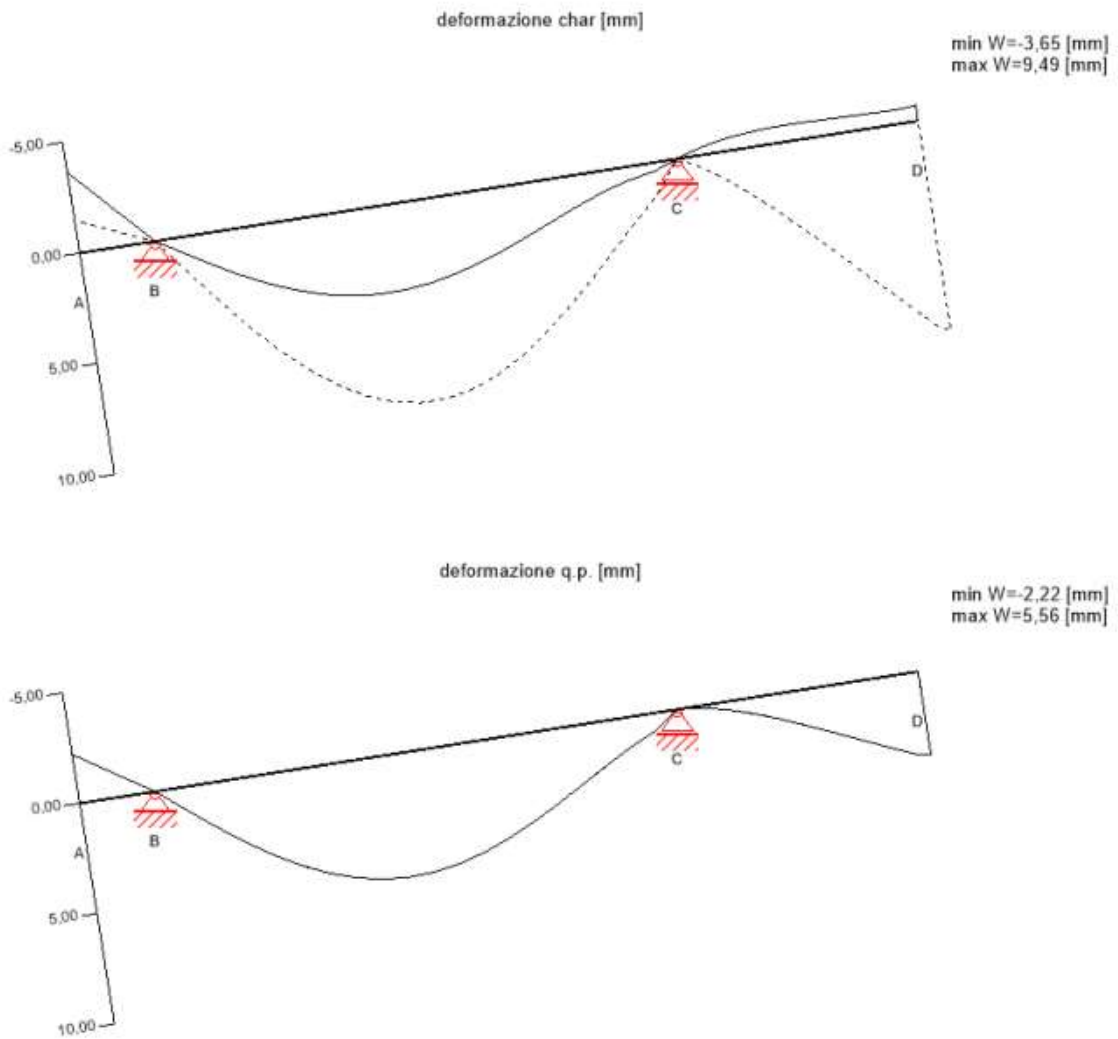 deformazione char [mm]
min W=-3,65 [mm]
max W=9,49 [mm]
-5,00
0,00
5,00
10,00
A
B
C
D
deformazione q.p. [mm]
min W=-2,22 [mm]
max W=5,56 [mm]
-5,00
0,00
5,00
10,00
A
B
C
D